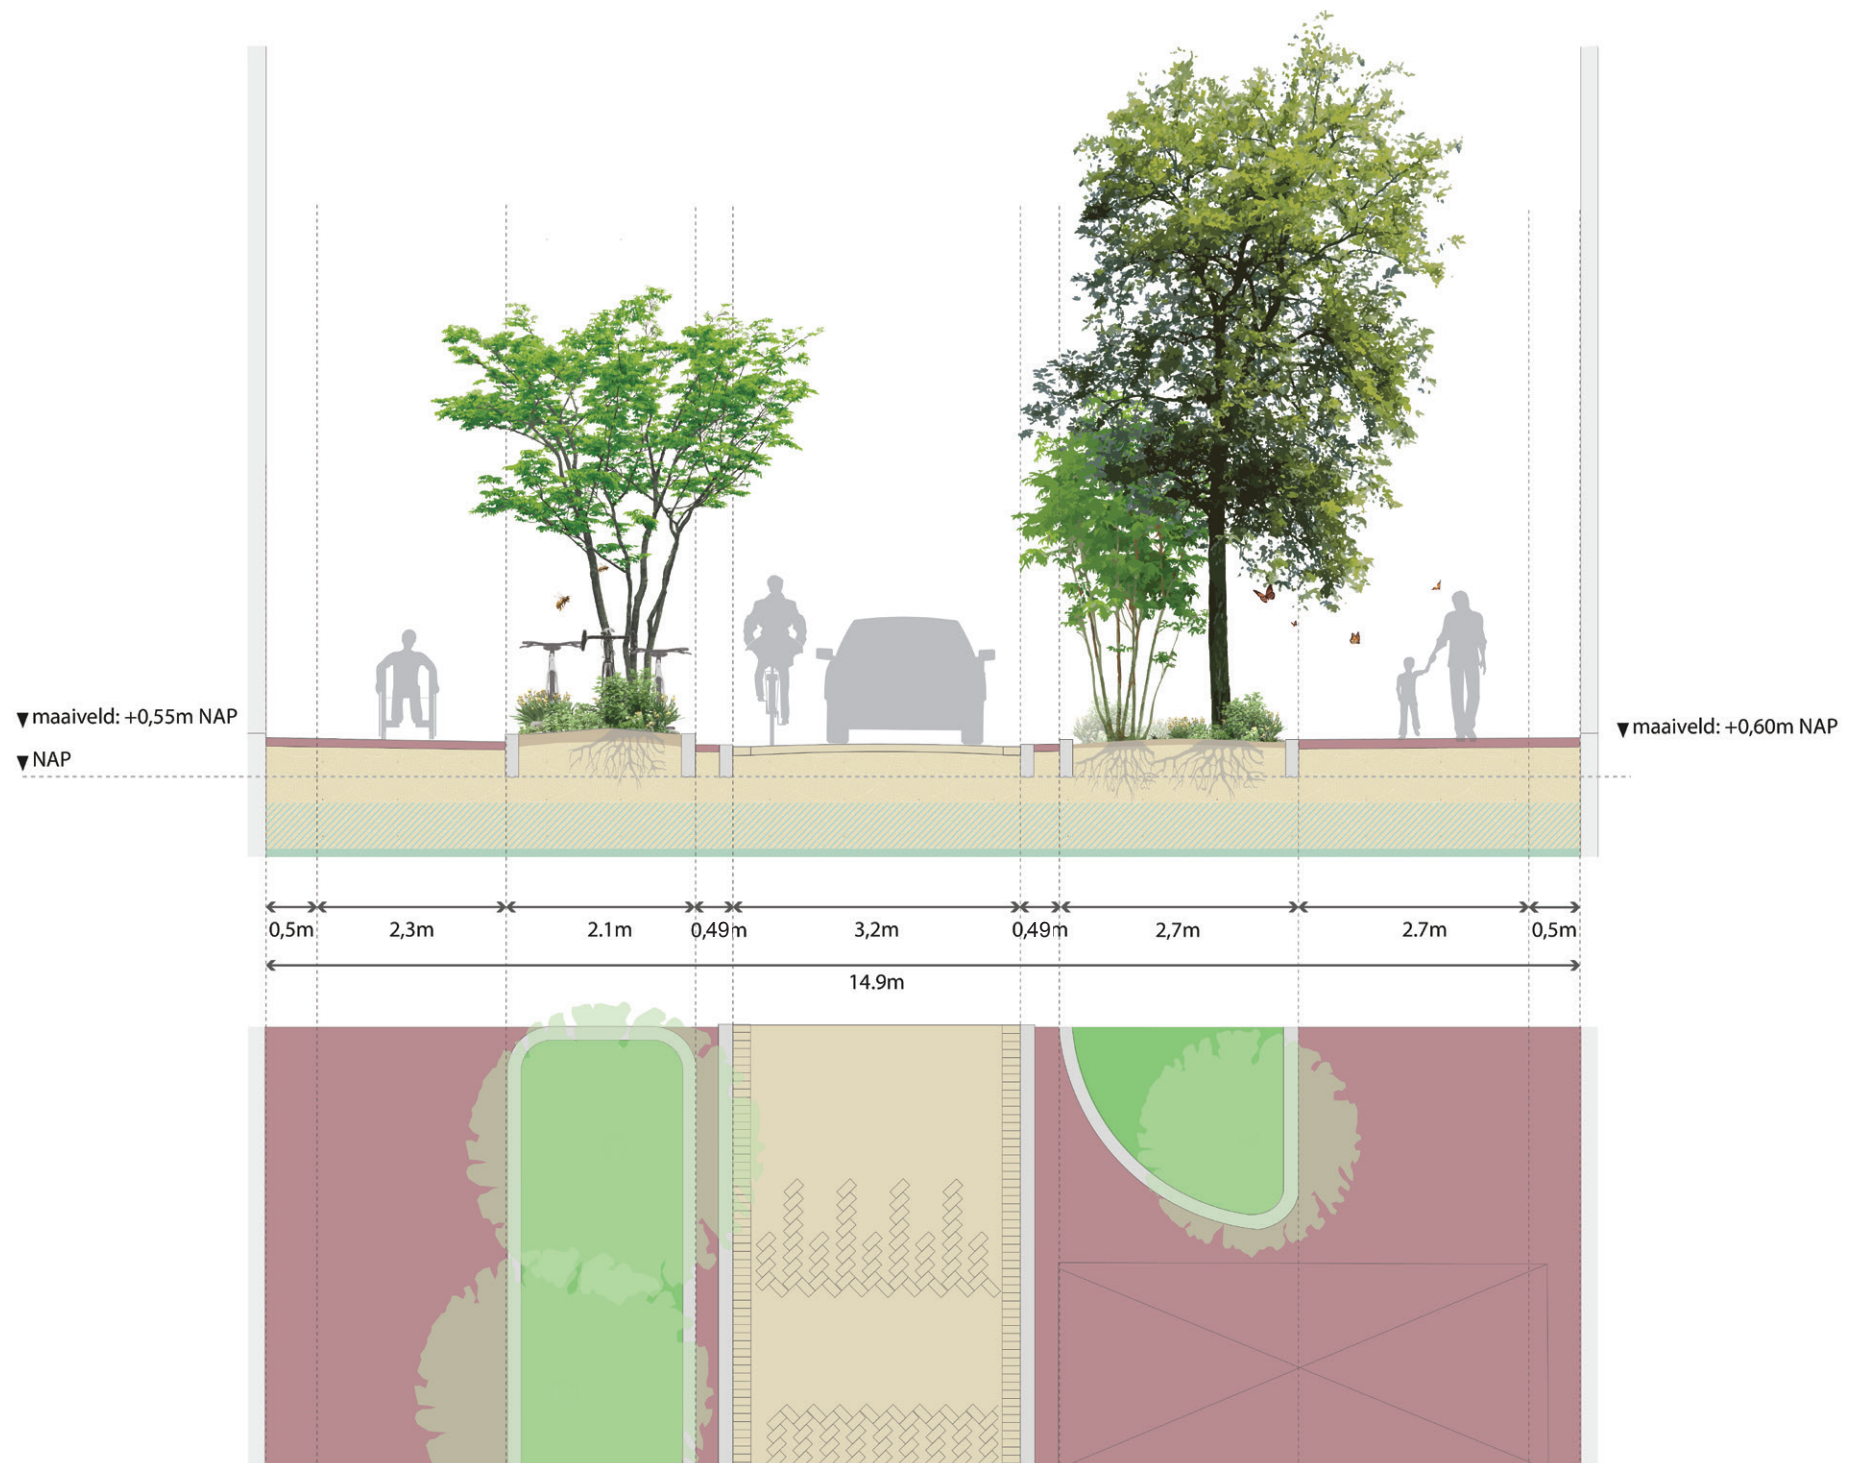 ▼maaiveld: +0,55m NAP
▼NAP
▼maaiveld: +0,60m NAP
0,5m 2,3m 2.1m 0,49m 3,2m 0,49m 2,7m 2.7m 0,5m
14.9m